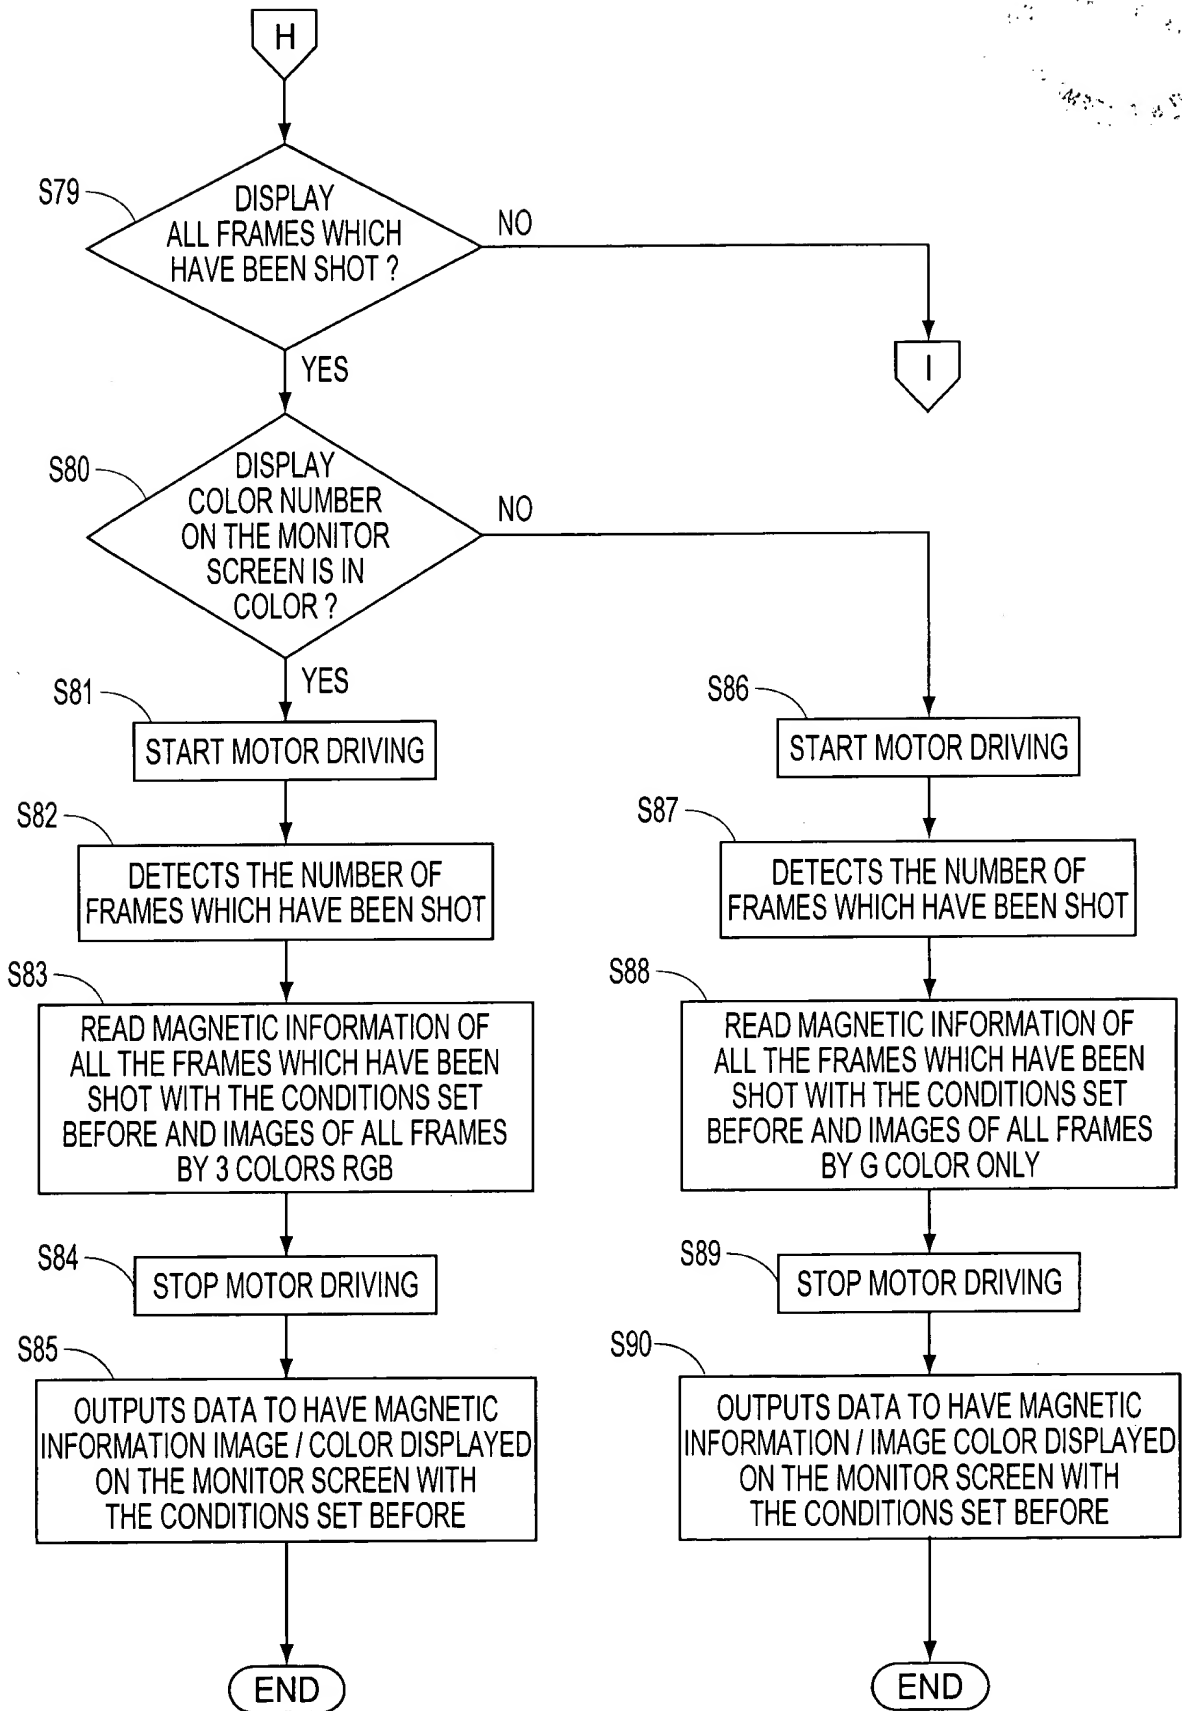 H
S79
DISPLAY
ALL FRAMES WHICH
HAVE BEEN SHOT ?
NO
YES
I
S80
DISPLAY
COLOR NUMBER
ON THE MONITOR
SCREEN IS IN
COLOR ?
NO
YES
S81
START MOTOR DRIVING
S82
DETECTS THE NUMBER OF
FRAMES WHICH HAVE BEEN SHOT
S83
READ MAGNETIC INFORMATION OF
ALL THE FRAMES WHICH HAVE BEEN
SHOT WITH THE CONDITIONS SET
BEFORE AND IMAGES OF ALL FRAMES
BY 3 COLORS RGB
S84
STOP MOTOR DRIVING
S85
OUTPUTS DATA TO HAVE MAGNETIC
INFORMATION IMAGE / COLOR DISPLAYED
ON THE MONITOR SCREEN WITH
THE CONDITIONS SET BEFORE
END
S86
START MOTOR DRIVING
S87
DETECTS THE NUMBER OF
FRAMES WHICH HAVE BEEN SHOT
S88
READ MAGNETIC INFORMATION OF
ALL THE FRAMES WHICH HAVE BEEN
SHOT WITH THE CONDITIONS SET
BEFORE AND IMAGES OF ALL FRAMES
BY G COLOR ONLY
S89
STOP MOTOR DRIVING
S90
OUTPUTS DATA TO HAVE MAGNETIC
INFORMATION / IMAGE COLOR DISPLAYED
ON THE MONITOR SCREEN WITH
THE CONDITIONS SET BEFORE
END